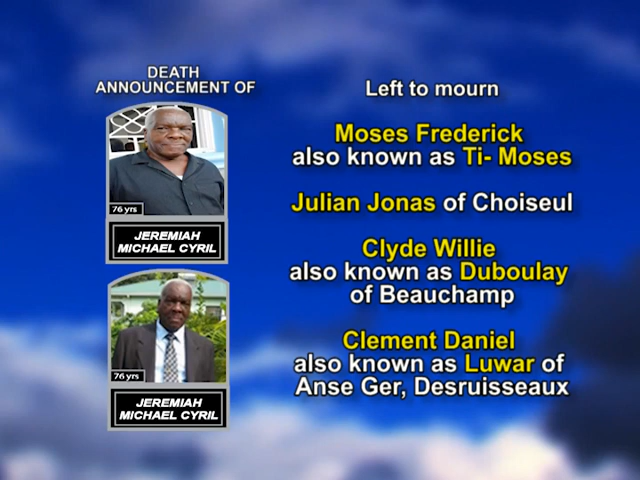 DEATH
ANNOUNCEMENT OF
76 yrs
JEREMIAH
MICHAEL CYRIL
76 yrs
JEREMIAH
MICHAEL CYRIL
Left to mourn
Moses Frederick
also known as Ti- Moses
Julian Jonas of Choiseul
Clyde Willie
also known as Duboulay
of Beauchamp
Clement Daniel
also known as Luwar of
Anse Ger, Desruisseaux